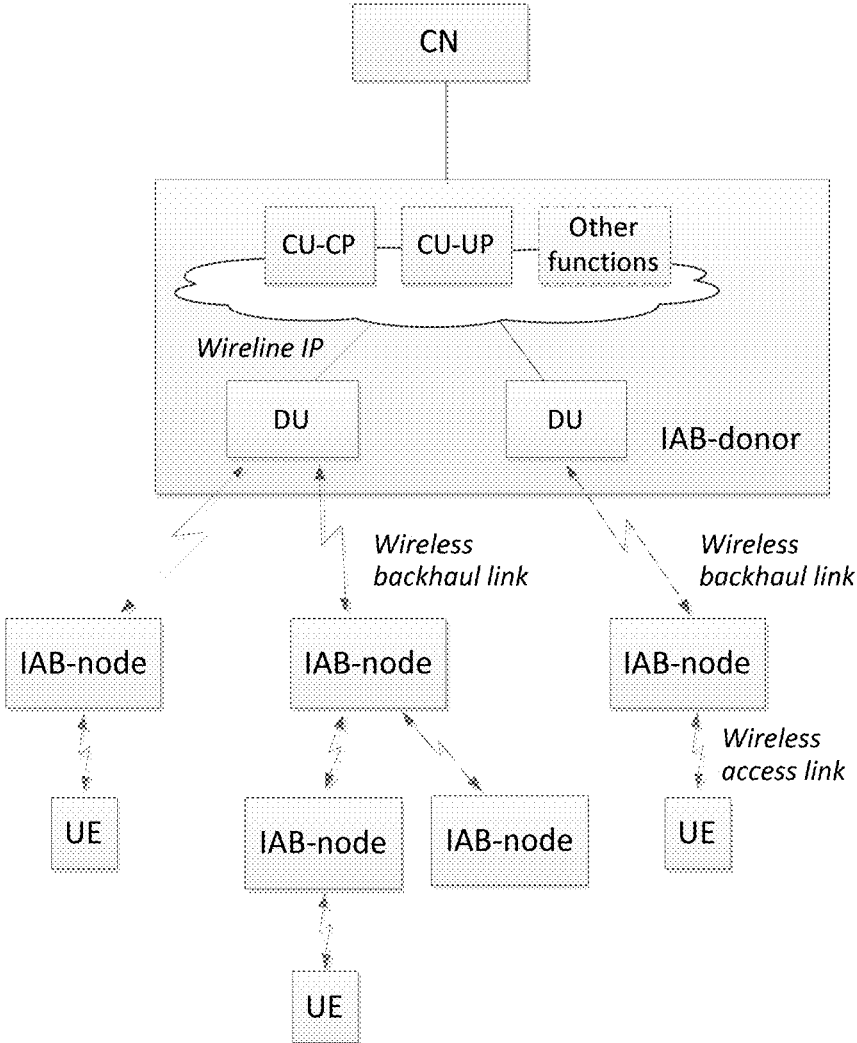 CN
CU-CP
CU-UP
Other
functions
Wireline IP
DU
DU
IAB-donor
Wireless
backhaul link
Wireless
backhaul link
IAB-node
IAB-node
IAB-node
Wireless
access link
UE
IAB-node
IAB-node
UE
UE